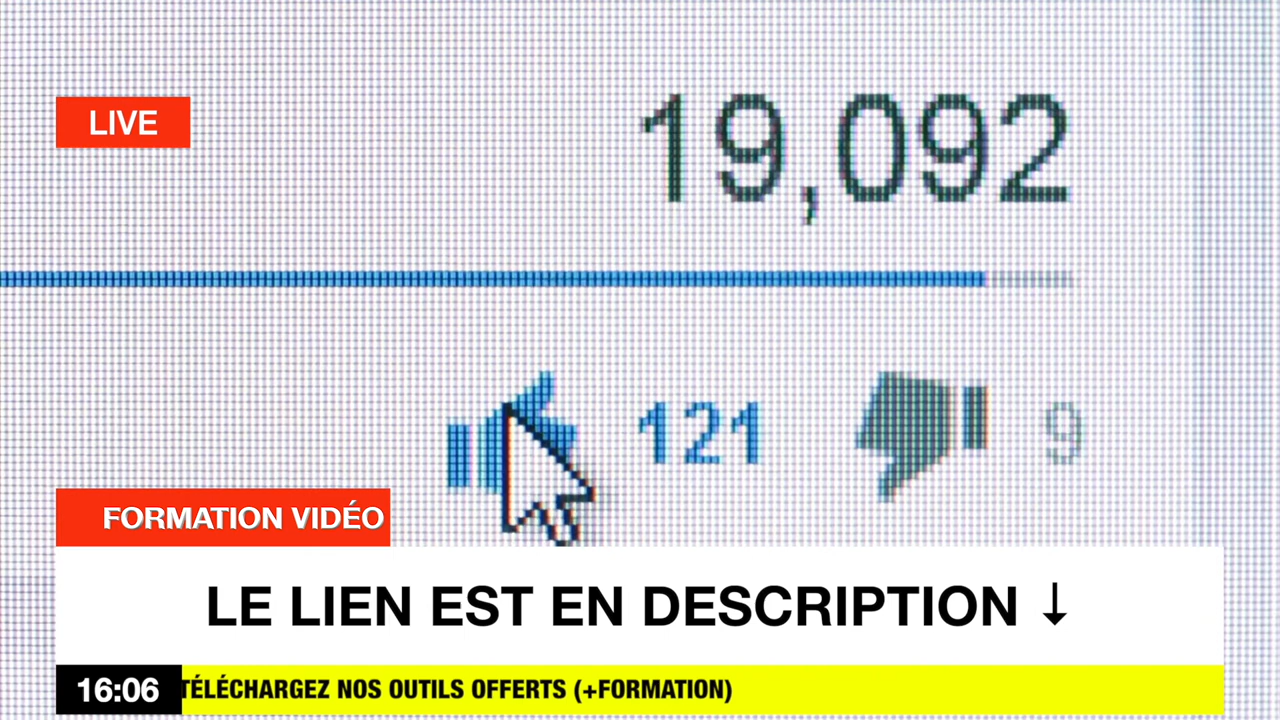 LIVE
19,092
121
9
FORMATION VIDÉO
LE LIEN EST EN DESCRIPTION ↓
16:06
TÉLÉCHARGEZ NOS OUTILS OFFERTS (+FORMATION)